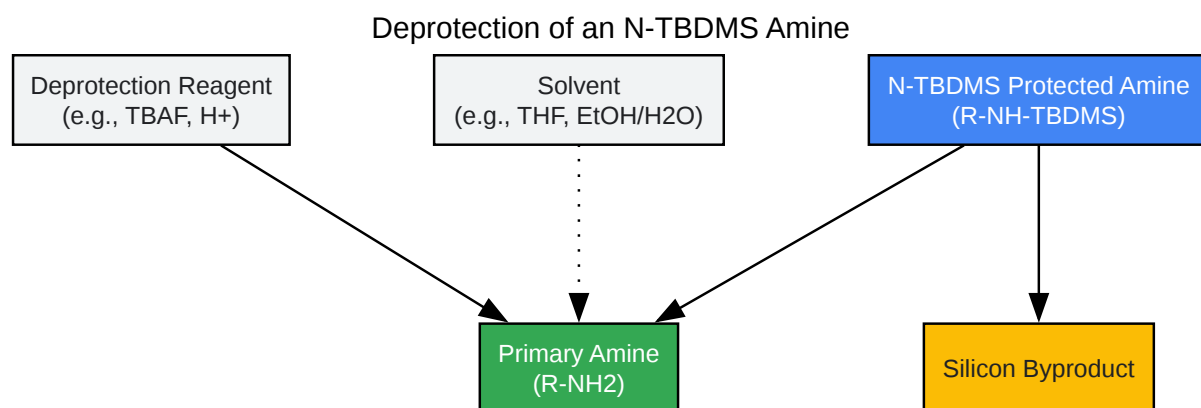 Deprotection of an N-TBDMS Amine
Deprotection Reagent
(e.g., TBAF, H+)
Solvent
(e.g., THF, EtOH/H2O)
N-TBDMS Protected Amine
(R-NH-TBDMS)
Primary Amine
(R-NH2)
Silicon Byproduct